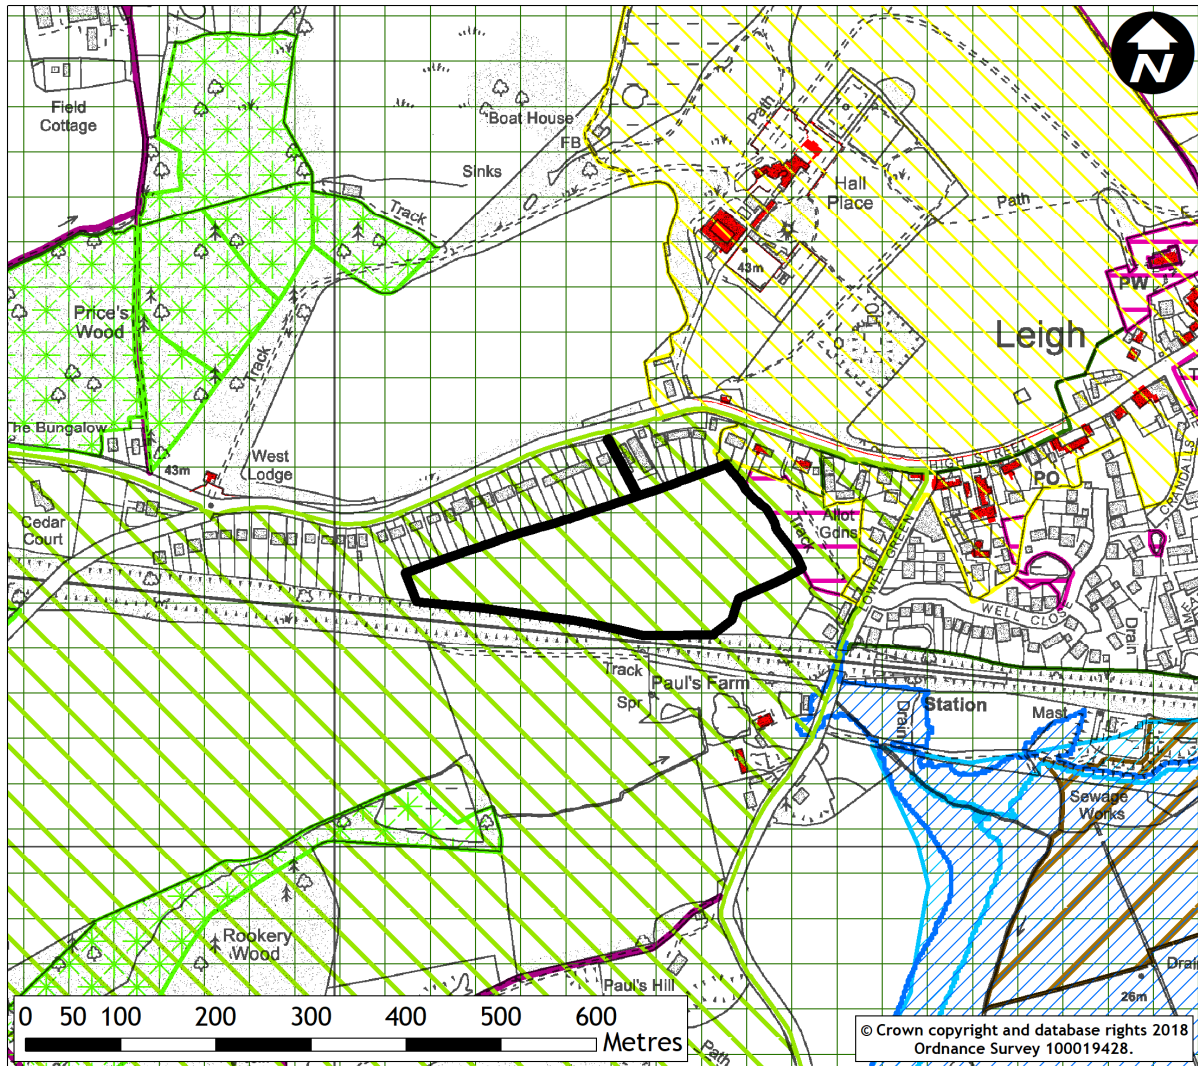 N
Field
Cottage
Boat House
FB
Path
Sinks
Hall
Place
Track
Path
43m
PW
Price's
Wood
Leigh
Track
The Bungalow
West
Lodge
43m
HIGH STREET
PO
CRANDALLS
Cedar
Court
Allot
Gdns
Track
LOWER GREEN
WELL CLOSE
Drain
Track
Paul's Farm
Spr
Drain
Station
Mast
Sewage
Works
Rookery
Wood
Drain
Paul's Hill
26m
Path
0 50 100 200 300 400 500 600
Metres
© Crown copyright and database rights 2018
Ordnance Survey 100019428.